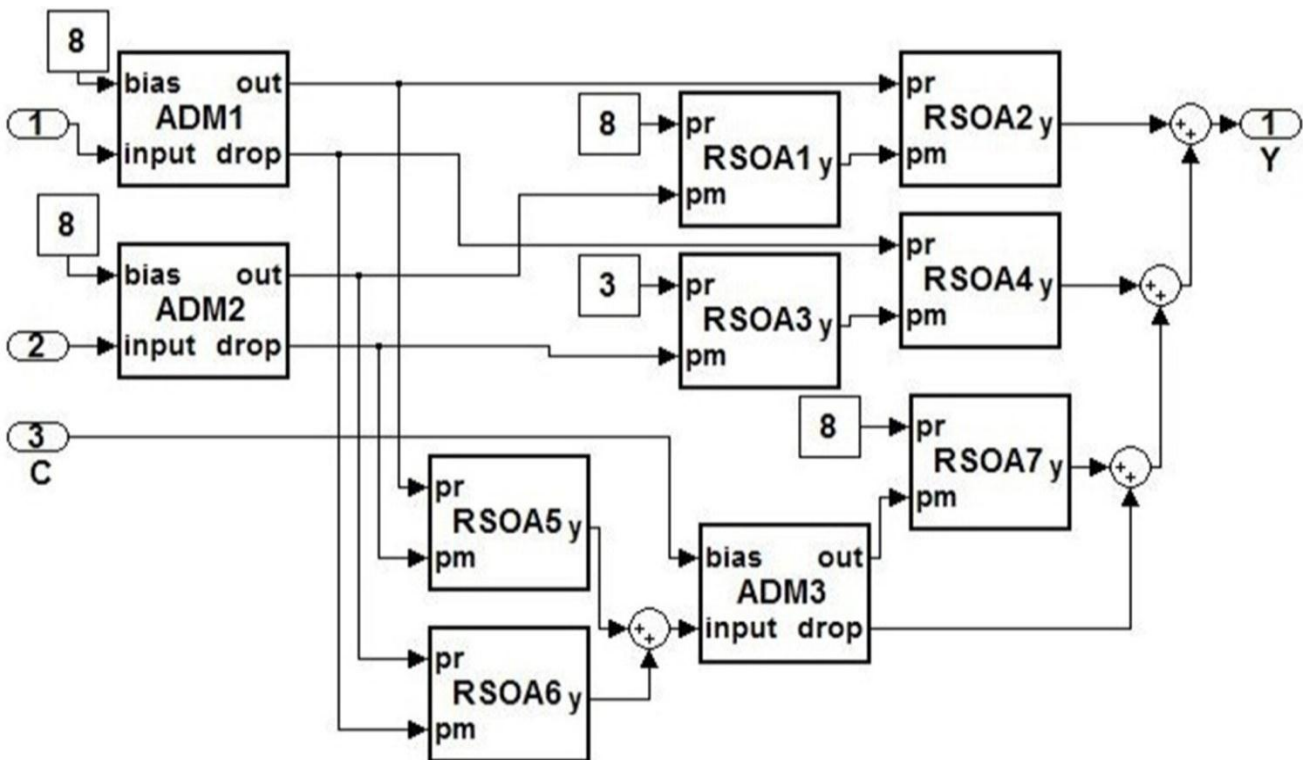 8
bias out
ADM1
input drop
1
8
bias out
ADM2
input drop
2
3
C
8
pr
RSOA1 y
pm
pr
RSOA2 y
pm
1
Y
3
pr
RSOA3 y
pm
pr
RSOA4 y
pm
8
pr
RSOA7 y
pm
pr
RSOA5 y
pm
bias out
ADM3
input drop
pr
RSOA6 y
pm